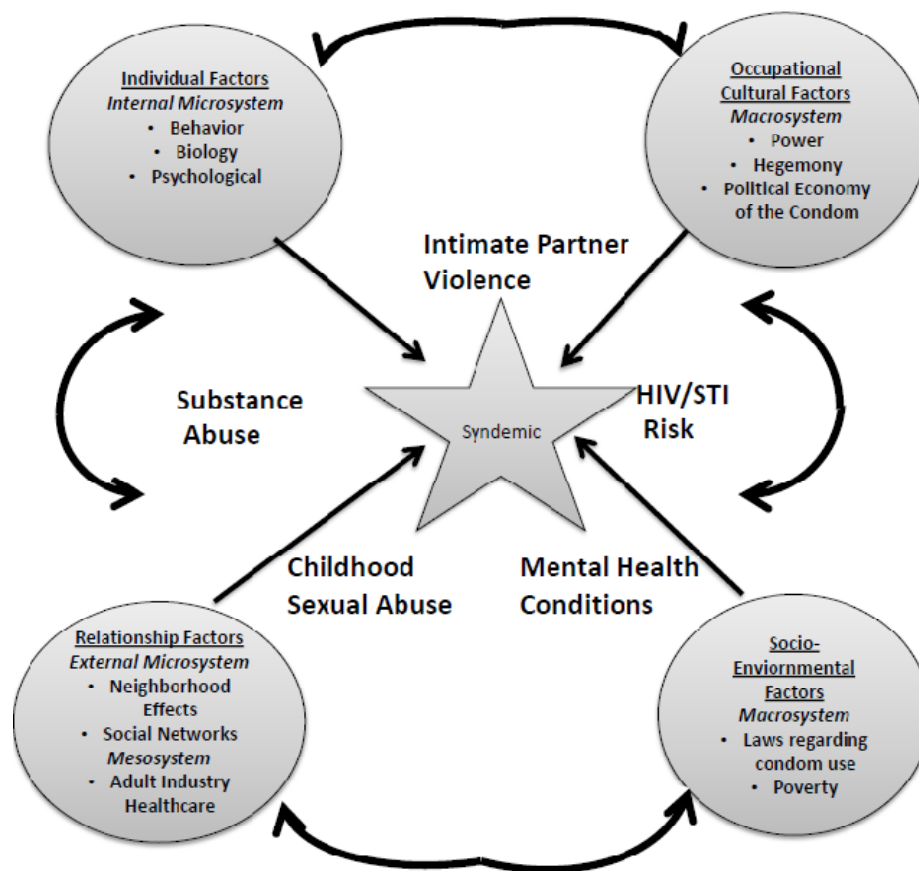 Individual Factors
Internal Microsystem
• Behavior
• Biology
• Psychological
Occupational
Cultural Factors
Macrosystem
• Power
• Hegemony
• Political Economy
of the Condom
Intimate Partner
Violence
Substance
Abuse
Syndemic
HIV/STI
Risk
Childhood
Sexual Abuse
Mental Health
Conditions
Relationship Factors
External Microsystem
• Neighborhood
Effects
• Social Networks
Mesosystem
• Adult Industry
Healthcare
Socio-
Enviornmental
Factors
Macrosystem
• Laws regarding
condom use
• Poverty